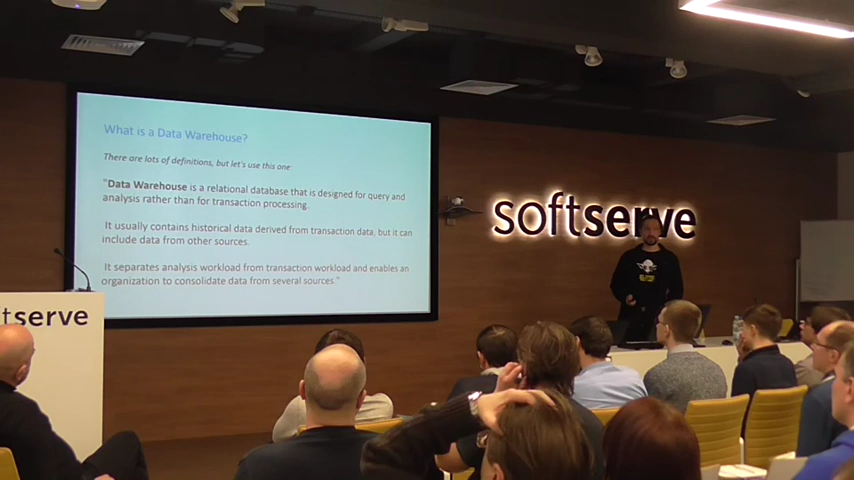 What is a Data Warehouse?
There are lots of definitions, but let's use this one:
"Data Warehouse is a relational database that is designed for query and
analysis rather than for transaction processing.
It usually contains historical data derived from transaction data, but it can
include data from other sources.
It separates analysis workload from transaction workload and enables an
organization to consolidate data from several sources."
softserve
ftserve